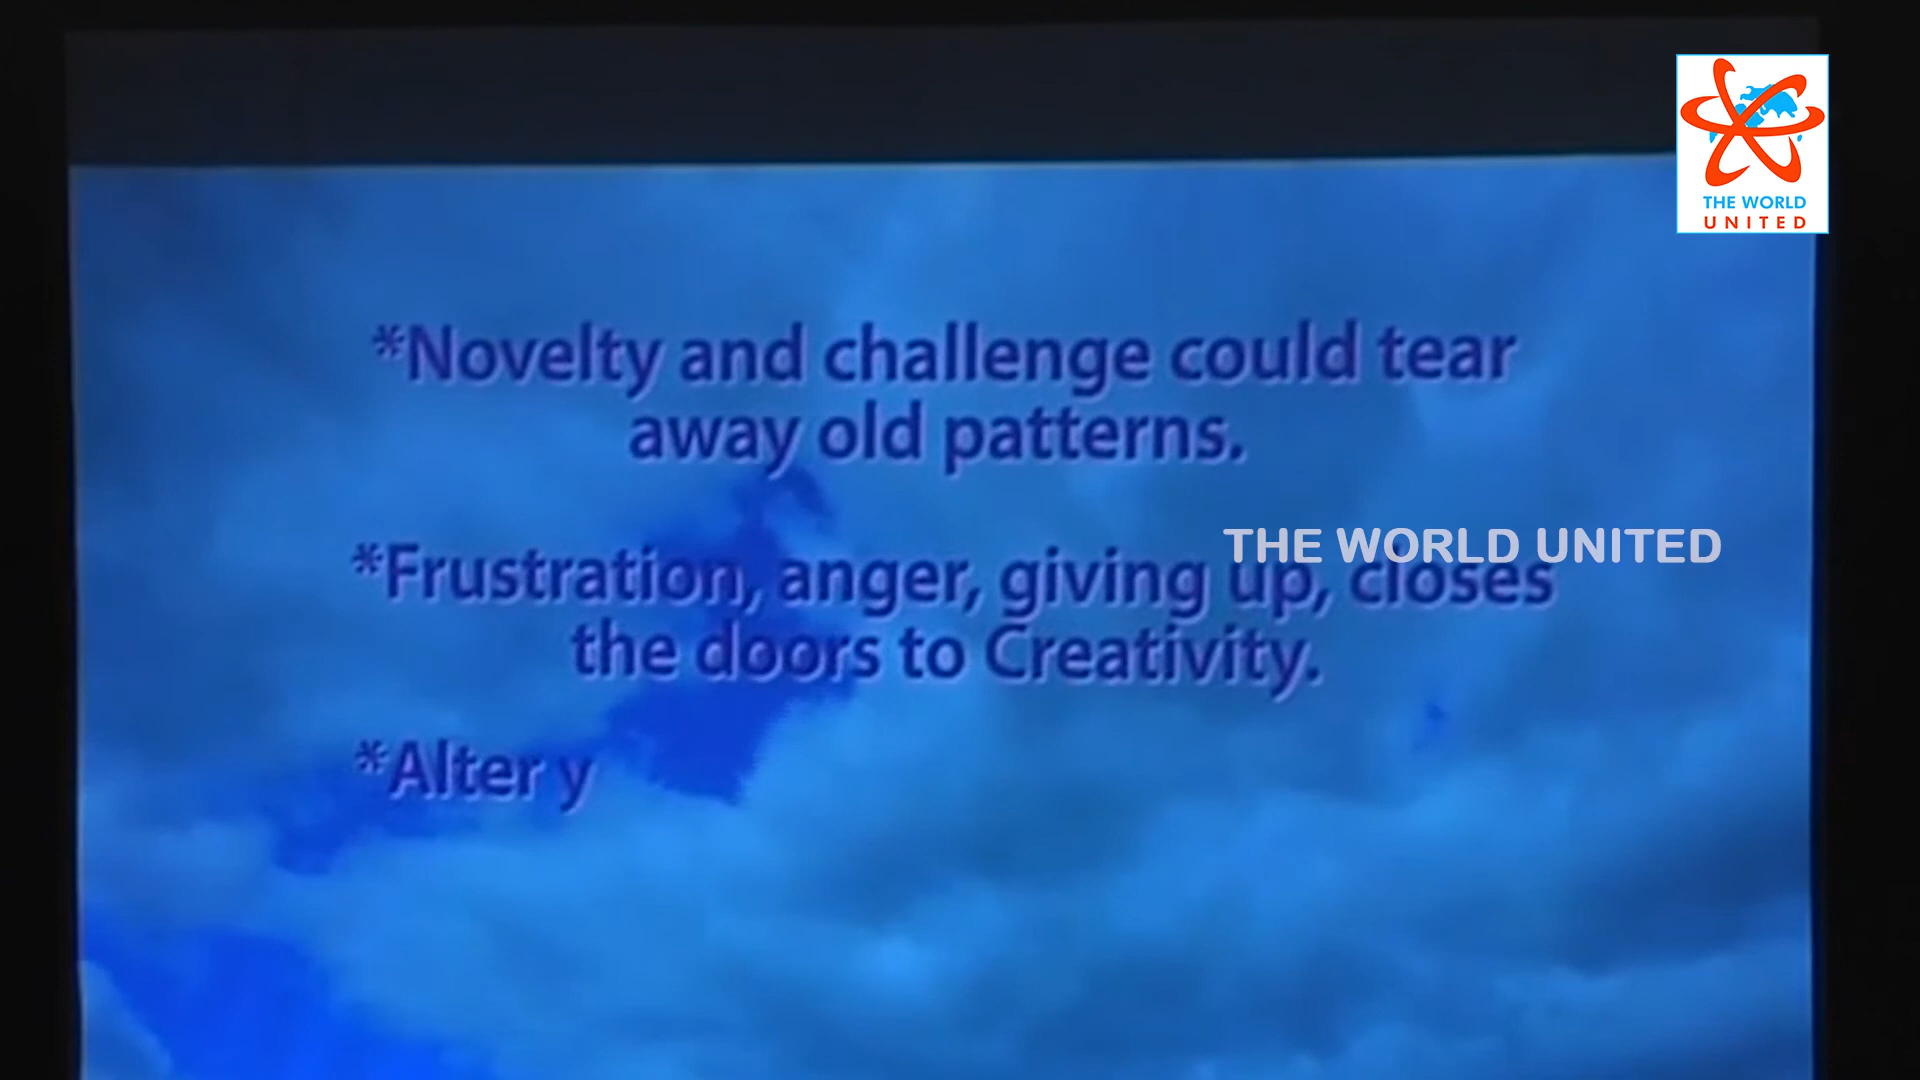 THE WORLD
UNITED
*Novelty and challenge could tear
away old patterns.
THE WORLD UNITED
*Frustration, anger, giving up, closes
the doors to Creativity.
*Alter y